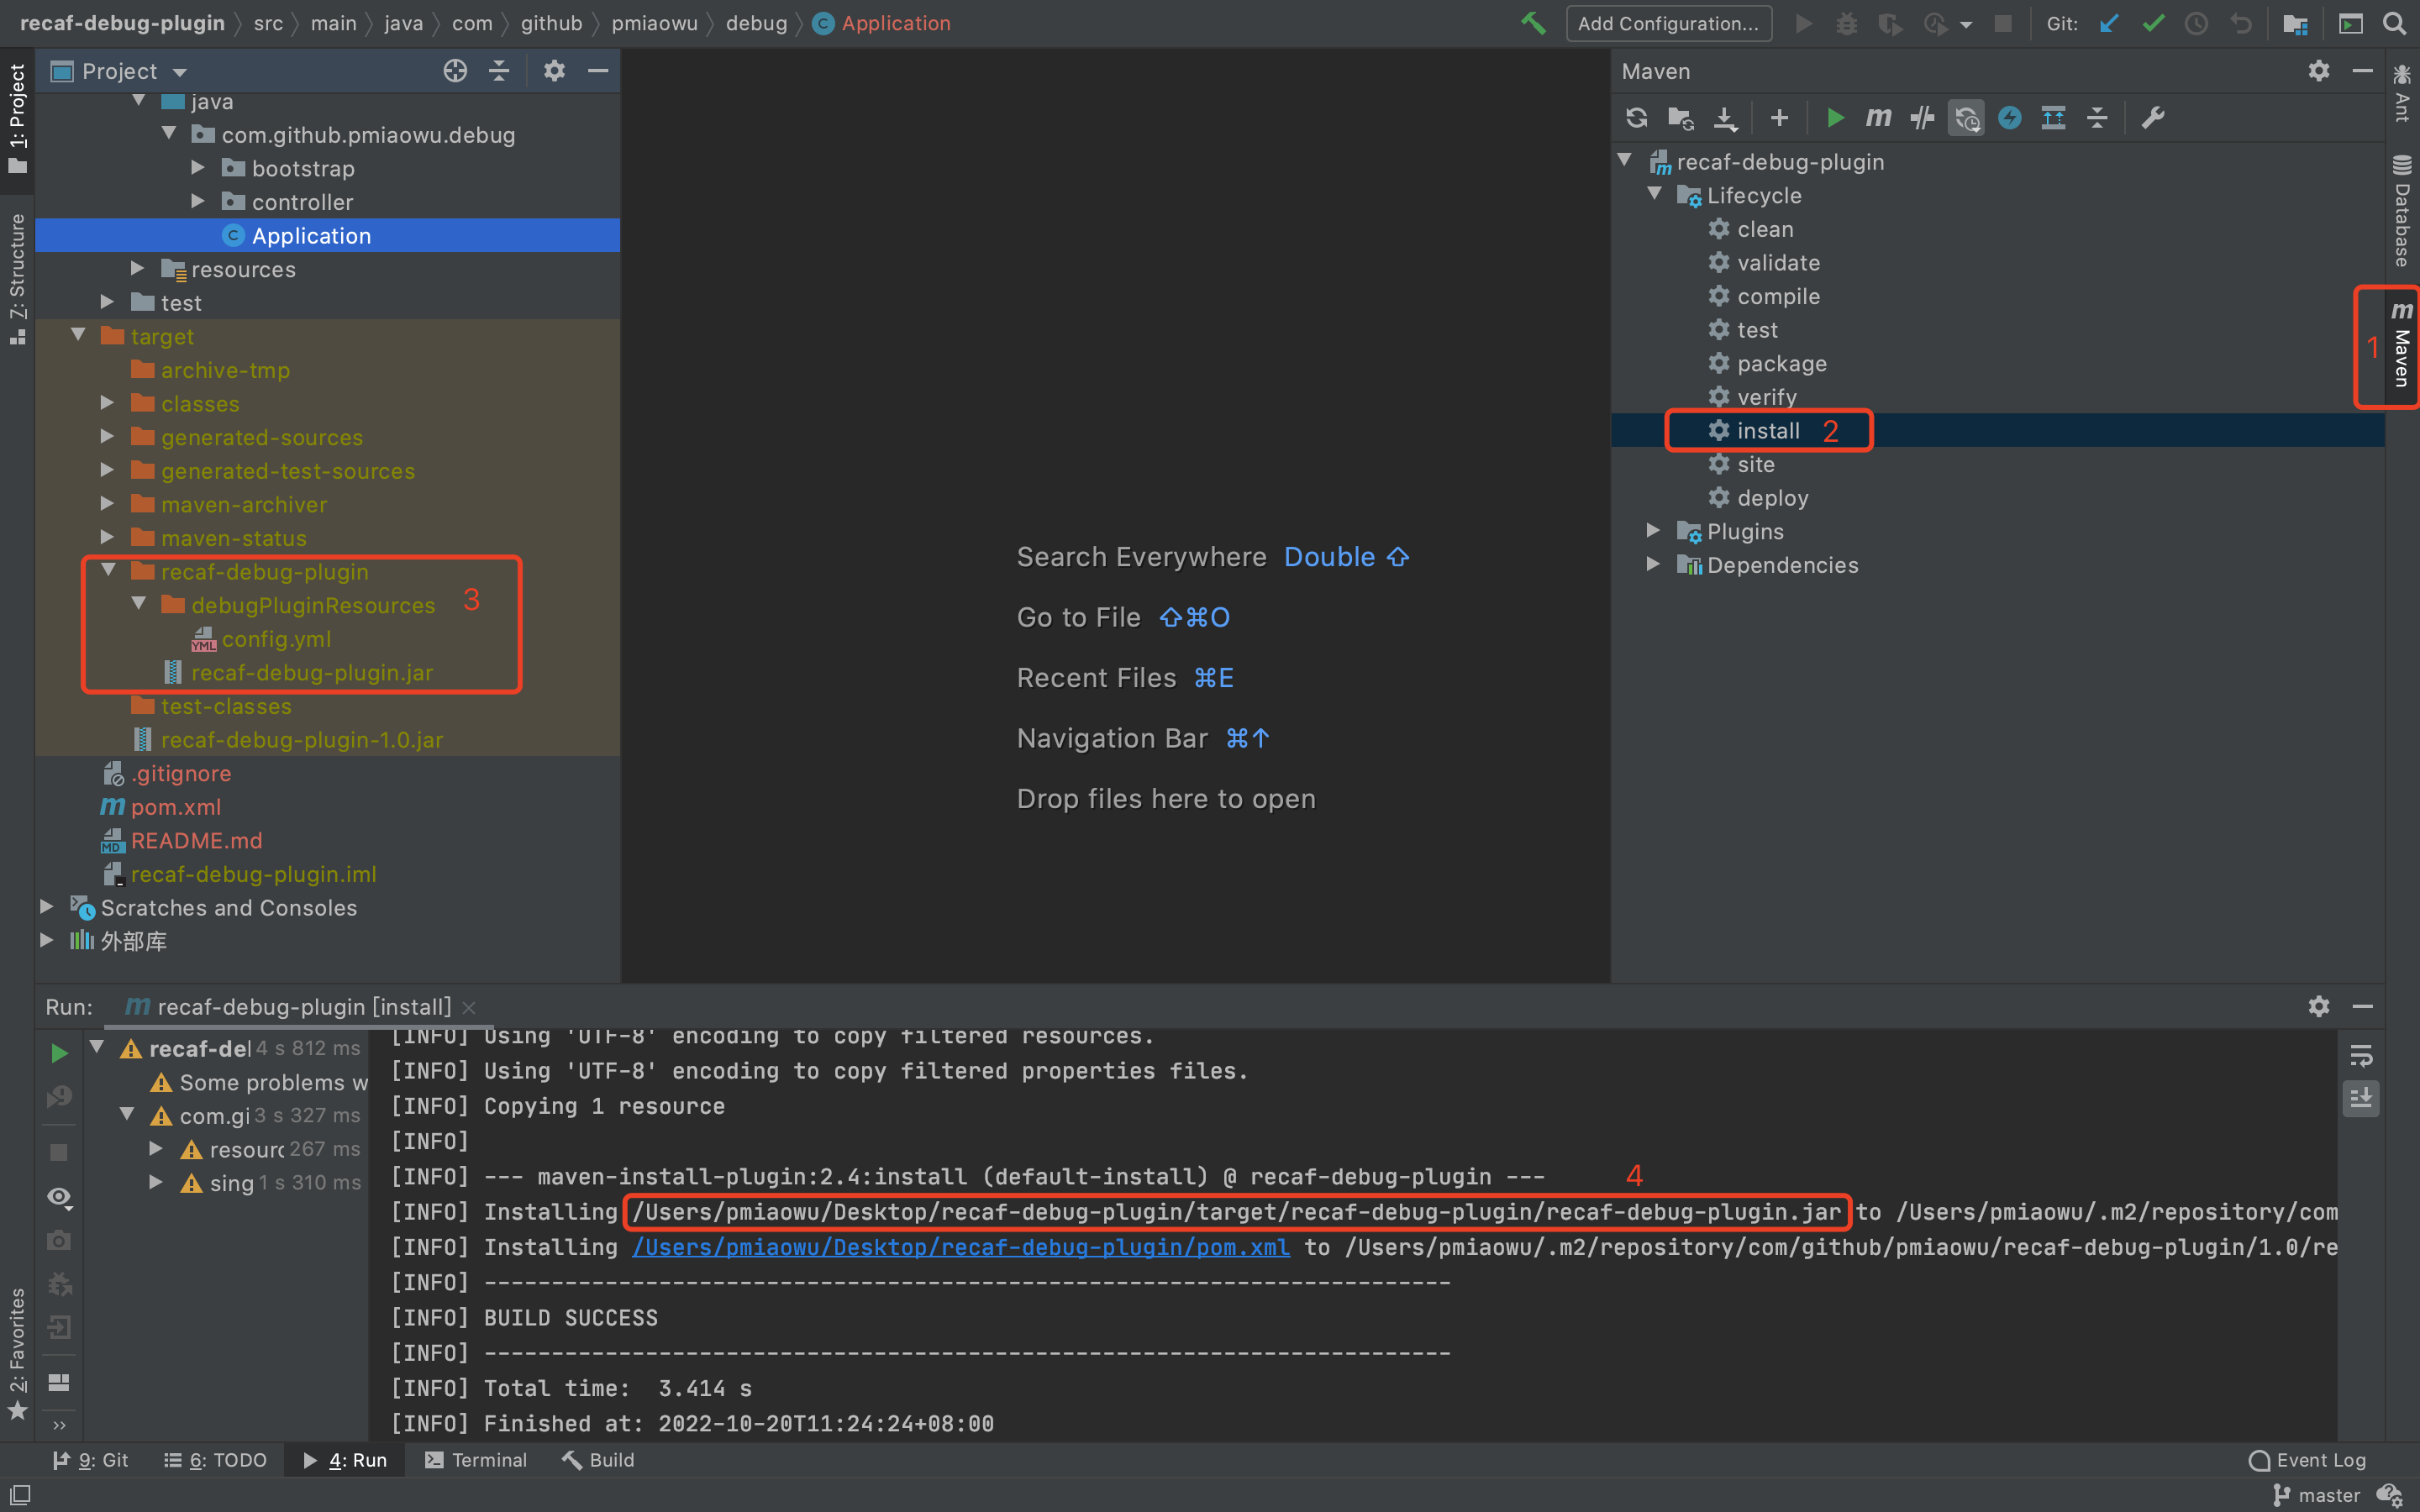 recaf-debug-plugin src main java com github pmiaowu debug Application
Add Configuration...
Git:
Project
java
com.github.pmiaowu.debug
bootstrap
controller
Application
resources
test
target
archive-tmp
classes
generated-sources
generated-test-sources
maven-archiver
maven-status
recaf-debug-plugin
debugPluginResources
3
config.yml
recaf-debug-plugin.jar
test-classes
recaf-debug-plugin-1.0.jar
.gitignore
pom.xml
README.md
recaf-debug-plugin.iml
Scratches and Consoles
外部库
1: Project
7: Structure
2: Favorites
Search Everywhere Double ⇧
Go to File ⇧⌘O
Recent Files ⌘E
Navigation Bar ⌘↑
Drop files here to open
Maven
recaf-debug-plugin
Lifecycle
clean
validate
compile
test
package
verify
install 2
site
deploy
Plugins
Dependencies
Ant
Database
1
Maven
Run: recaf-debug-plugin [install]
recaf-del 4 s 812 ms
Some problems w
com.gi 3 s 327 ms
resourc 267 ms
sing 1 s 310 ms
[INFO] Using 'UTF-8' encoding to copy filtered resources.
[INFO] Using 'UTF-8' encoding to copy filtered properties files.
[INFO] Copying 1 resource
[INFO]
[INFO] --- maven-install-plugin:2.4:install (default-install) @ recaf-debug-plugin --- 4
[INFO] Installing /Users/pmiaowu/Desktop/recaf-debug-plugin/target/recaf-debug-plugin/recaf-debug-plugin.jar to /Users/pmiaowu/.m2/repository/com
[INFO] Installing /Users/pmiaowu/Desktop/recaf-debug-plugin/pom.xml to /Users/pmiaowu/.m2/repository/com/github/pmiaowu/recaf-debug-plugin/1.0/re
[INFO] ------------------------------------------------------------------------
[INFO] BUILD SUCCESS
[INFO] ------------------------------------------------------------------------
[INFO] Total time:  3.414 s
[INFO] Finished at: 2022-10-20T11:24:24+08:00
9: Git 6: TODO 4: Run Terminal Build
Event Log
master